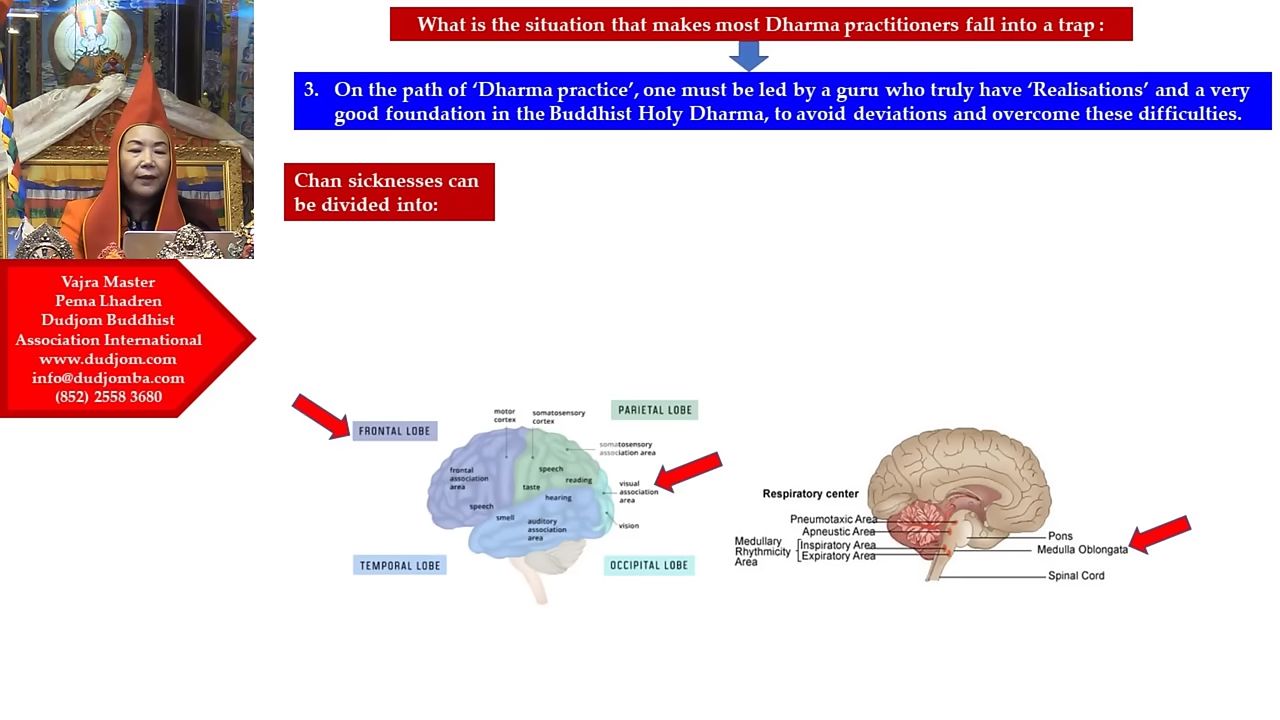 What is the situation that makes most Dharma practitioners fall into a trap :
3. On the path of ‘Dharma practice’, one must be led by a guru who truly have ‘Realisations’ and a very
good foundation in the Buddhist Holy Dharma, to avoid deviations and overcome these difficulties.
Chan sicknesses can
be divided into:
Vajra Master
Pema Lhadren
Dudjom Buddhist
Association International
www.dudjom.com
info@dudjomba.com
(852) 2558 3680
FRONTAL LOBE
motor
cortex
somatosensory
cortex
PARIETAL LOBE
somatosensory
association area
frontal
association
area
speech
reading
taste
hearing
visual
association
area
speech
smell
auditory
association
area
vision
TEMPORAL LOBE
OCCIPITAL LOBE
Respiratory center
Pneumotaxic Area
Apneustic Area
Medullary
Rhythmicity
Area
Inspiratory Area
Expiratory Area
Pons
Medulla Oblongata
Spinal Cord